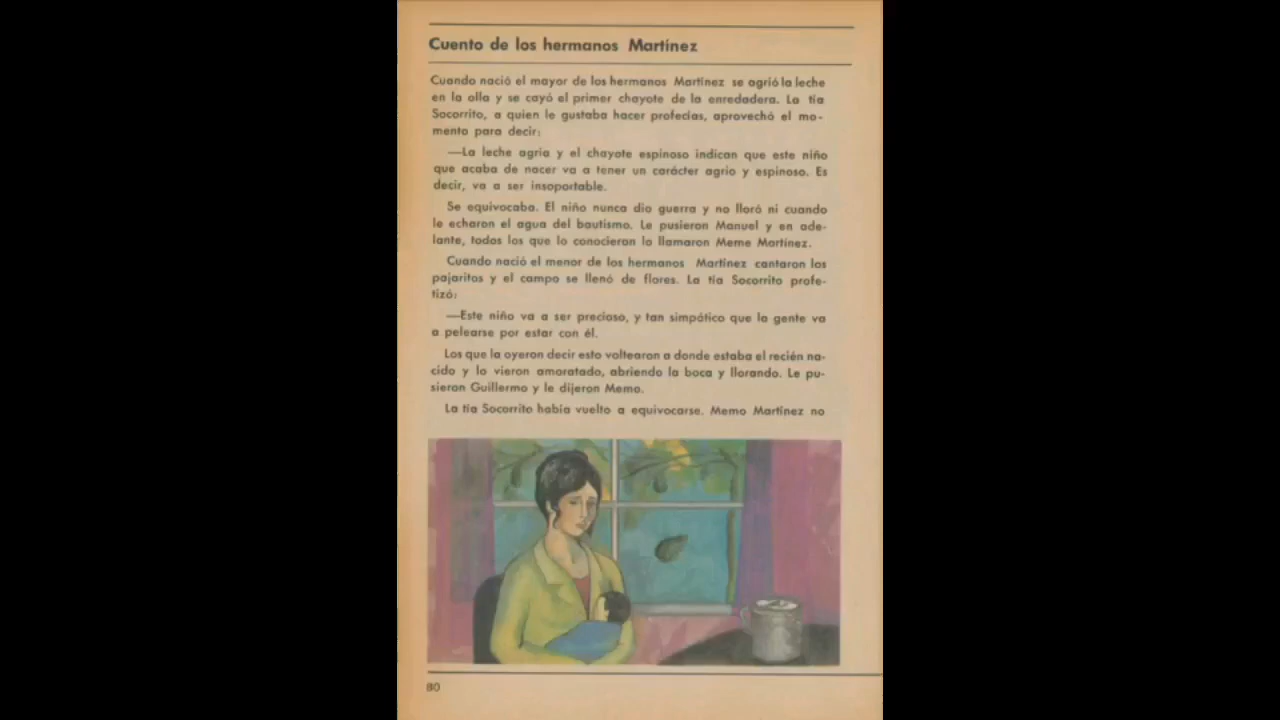 Cuento de los hermanos Martínez
Cuando nació el mayor de los hermanos Martínez se agrió la leche
en la olla y se cayó el primer chayote de la enredadera. La tía
Socorrito, a quien le gustaba hacer profecías, aprovechó el mo-
mento para decir:
—La leche agria y el chayote espinoso indican que este niño
que acaba de nacer va a tener un carácter agrio y espinoso. Es
decir, va a ser insoportable.
Se equivocaba. El niño nunca dio guerra y no lloró ni cuando
le echaron el agua del bautismo. Le pusieron Manuel y en ade-
lante, todos los que lo conocieron lo llamaron Meme Martínez.
Cuando nació el menor de los hermanos Martínez cantaron los
pajaritos y el campo se llenó de flores. La tía Socorrito profe-
tizó:
—Este niño va a ser precioso, y tan simpático que la gente va
a pelearse por estar con él.
Los que la oyeron decir esto voltearon a donde estaba el recién na-
cido y lo vieron amoratado, abriendo la boca y llorando. Le pu-
sieron Guillermo y le dijeron Memo.
La tía Socorrito había vuelto a equivocarse. Memo Martínez no
80